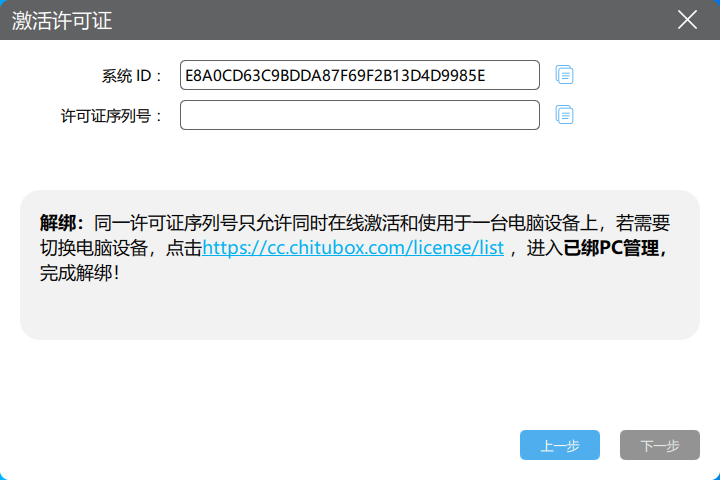 激活许可证
系统 ID：
E8A0CD63C9BDDA87F69F2B13D4D9985E
许可证序列号：
解绑：同一许可证序列号只允许同时在线激活和使用于一台电脑设备上，若需要
切换电脑设备，点击https://cc.chitubox.com/license/list ，进入已绑PC管理，
完成解绑！
上一步
下一步